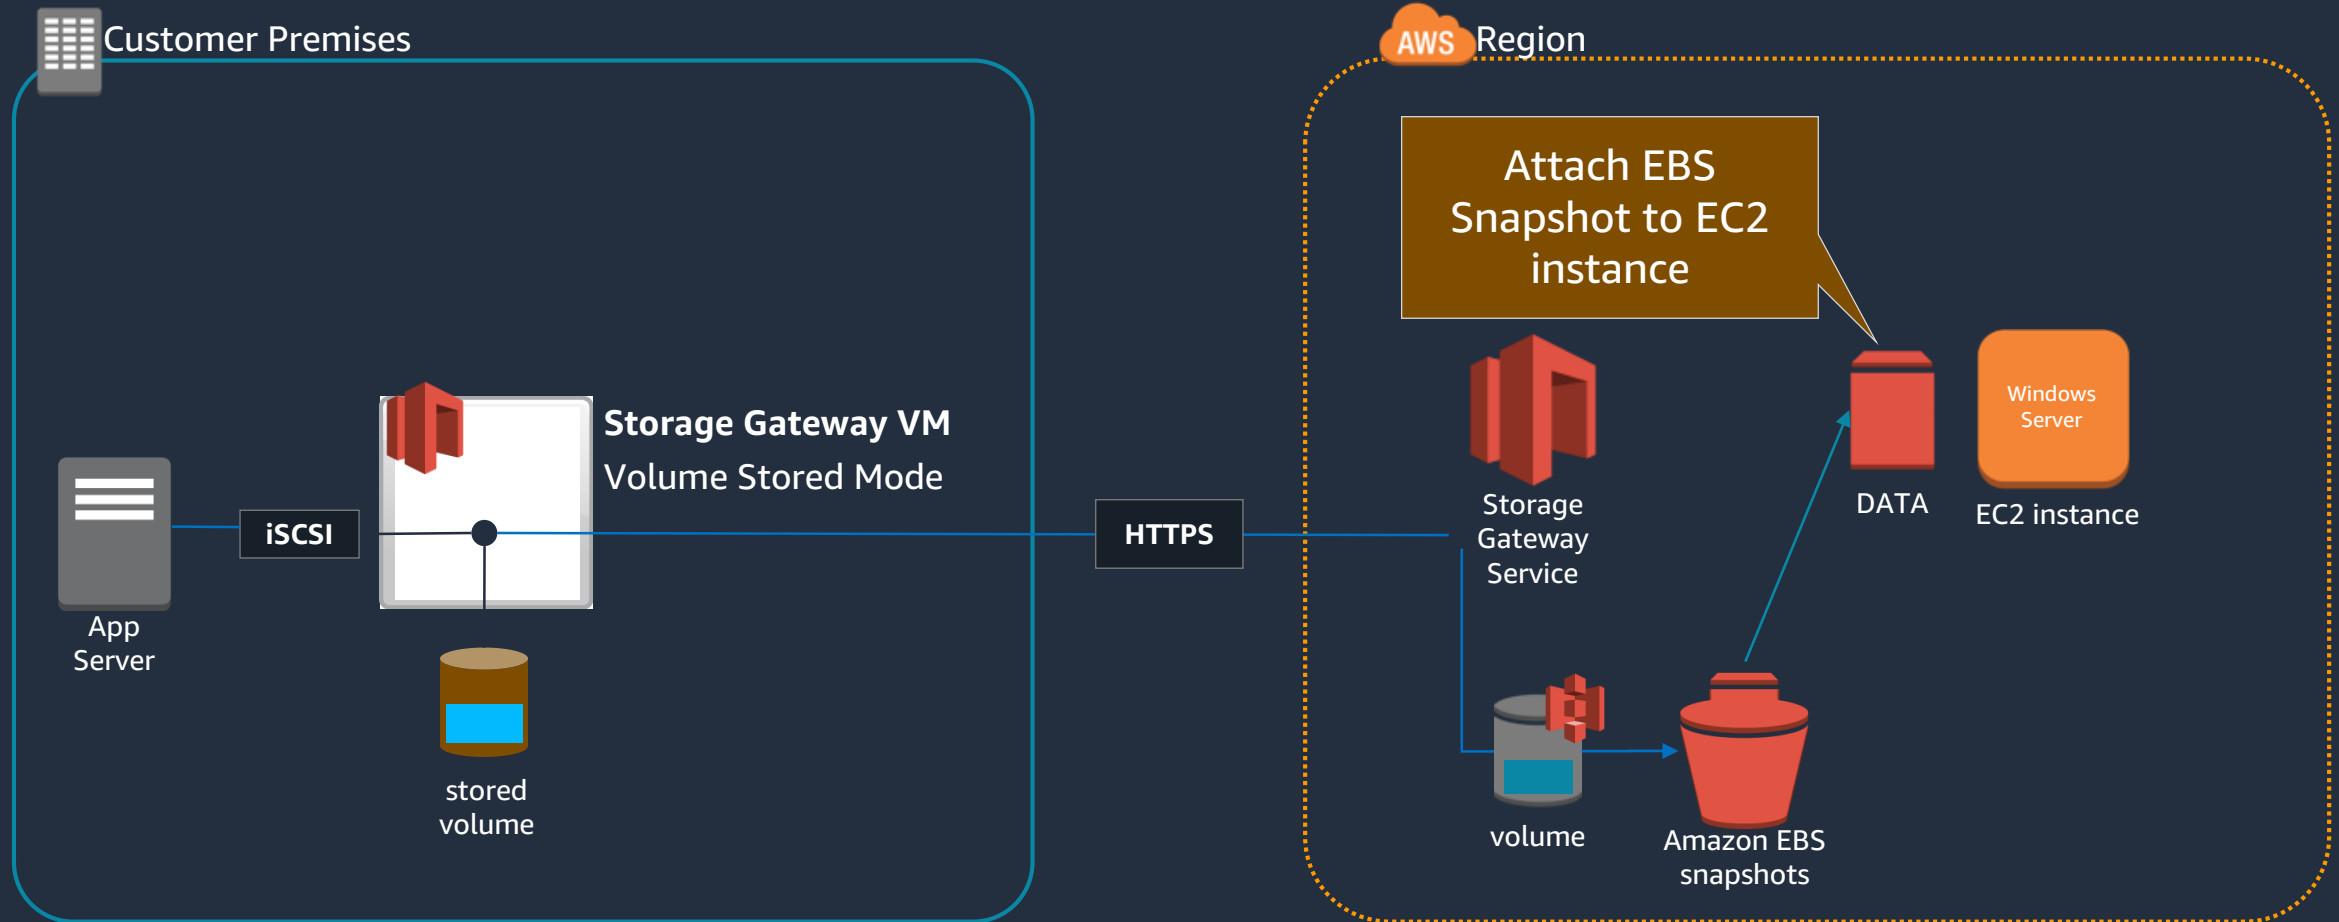 Customer Premises
AWS Region
Attach EBS
Snapshot to EC2
instance
Storage Gateway VM
Volume Stored Mode
iSCSI
HTTPS
App
Server
stored
volume
Storage
Gateway
Service
DATA
Windows
Server
EC2 instance
volume
Amazon EBS
snapshots